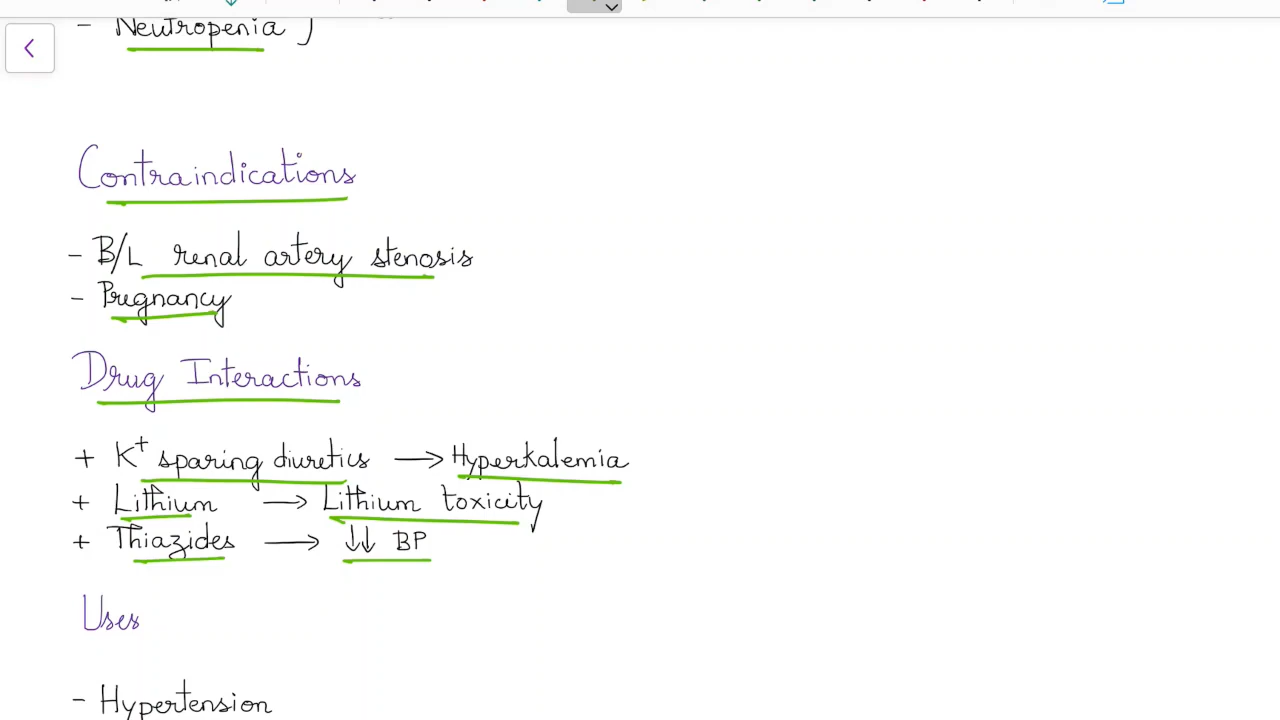 - Neutropenia )
Contraindications
- B/L renal artery stenosis
- Pregnancy
Drug Interactions
+ K⁺ sparing diuretics → Hyperkalemia
+ Lithium → Lithium toxicity
+ Thiazides → ↓↓ BP
Uses
- Hypertension